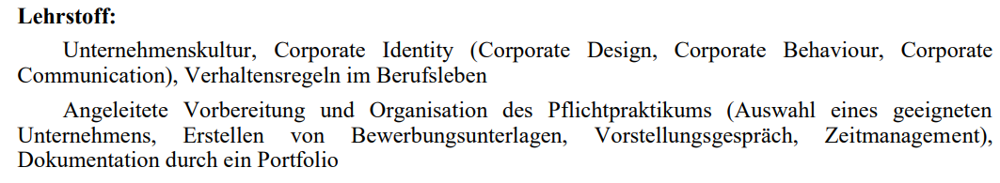 Lehrstoff:
Unternehmenskultur, Corporate Identity (Corporate Design, Corporate Behaviour, Corporate
Communication), Verhaltensregeln im Berufsleben
Angeleitete Vorbereitung und Organisation des Pflichtpraktikums (Auswahl eines geeigneten
Unternehmens, Erstellen von Bewerbungsunterlagen, Vorstellungsgespräch, Zeitmanagement),
Dokumentation durch ein Portfolio